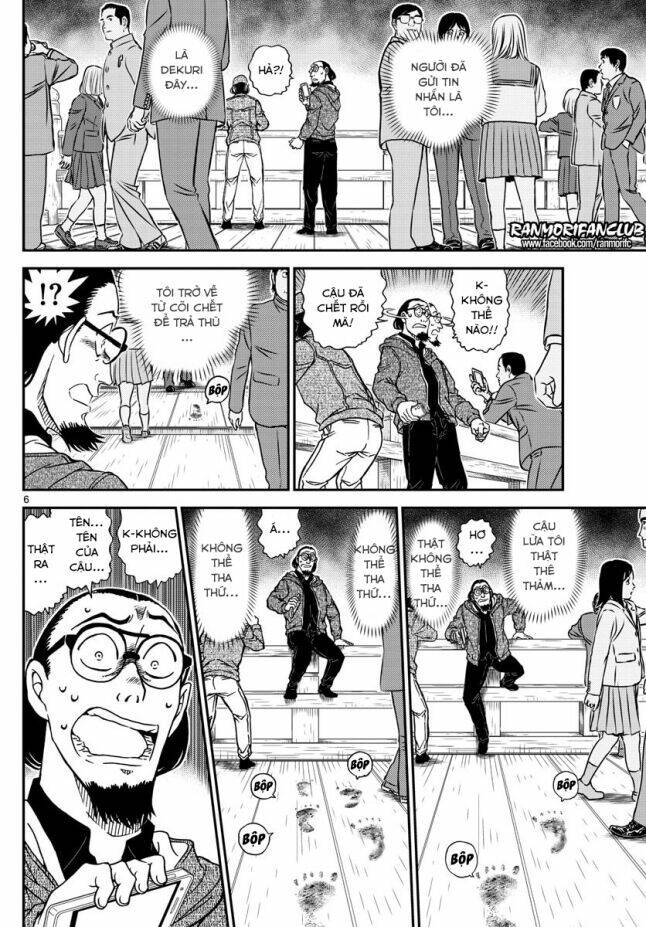 LÀ
DEKURI
ĐÂY...
HẢ?!
NGƯỜI ĐÃ
GỬI TIN
NHẮN LÀ
TÔI...
RANMORIFANCLUB
www.facebook.com/ranmorifc
!?
TÔI TRỞ VỀ
TỪ CÕI CHẾT
ĐỂ TRẢ THÙ
...
BỘP
CẬU ĐÃ
CHẾT RỒI
MÀ!
K-
KHÔNG THỂ
NÀO!!
6
THẬT
RA
...
TÊN...
TÊN
CỦA
CẬU...
K-KHÔNG
PHẢI...
KHÔNG
THỂ
THA
THỨ...
Á...
KHÔNG
THỂ
THA
THỨ...
BỘP
BỘP
BỘP
THẬT
KHÔNG
THỂ
THA
THỨ...
HƠ
...
CẬU
LỪA TÔI
THẬT
THÊ
THẢM...
BỘP
BỘP
BỘP